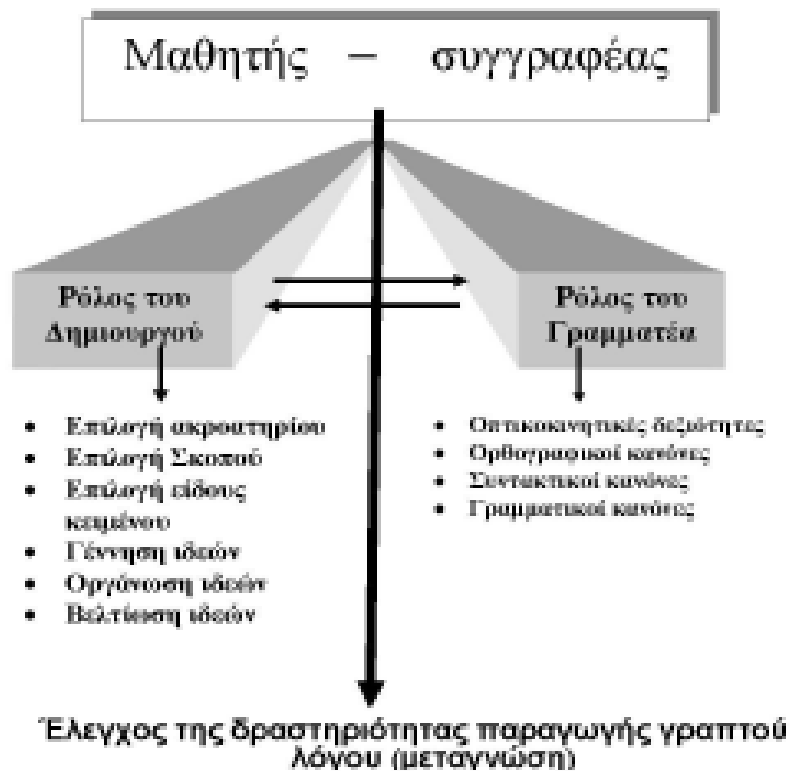 Μαθητής – συγγραφέας
Ρόλος του
Δημιουργού
Ρόλος του
Γραμματέα
• Επιλογή ακροατηρίου
• Επιλογή Σκοπού
• Επιλογή είδους
κειμένου
• Γέννηση ιδεών
• Οργάνωση ιδεών
• Βελτίωση ιδεών
• Οπτικοκινητικές δεξιότητες
• Ορθογραφικοί κανόνες
• Συντακτικοί κανόνες
• Γραμματικοί κανόνες
Έλεγχος της δραστηριότητας παραγωγής γραπτού
λόγου (μεταγνώση)